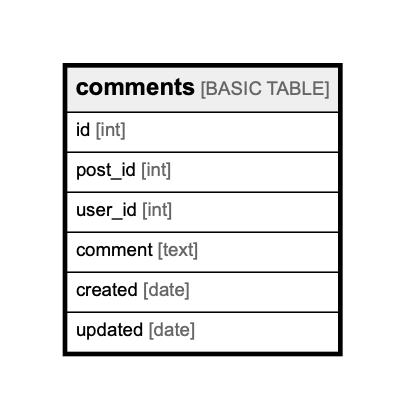 comments [BASIC TABLE]
id [int]
post_id [int]
user_id [int]
comment [text]
created [date]
updated [date]